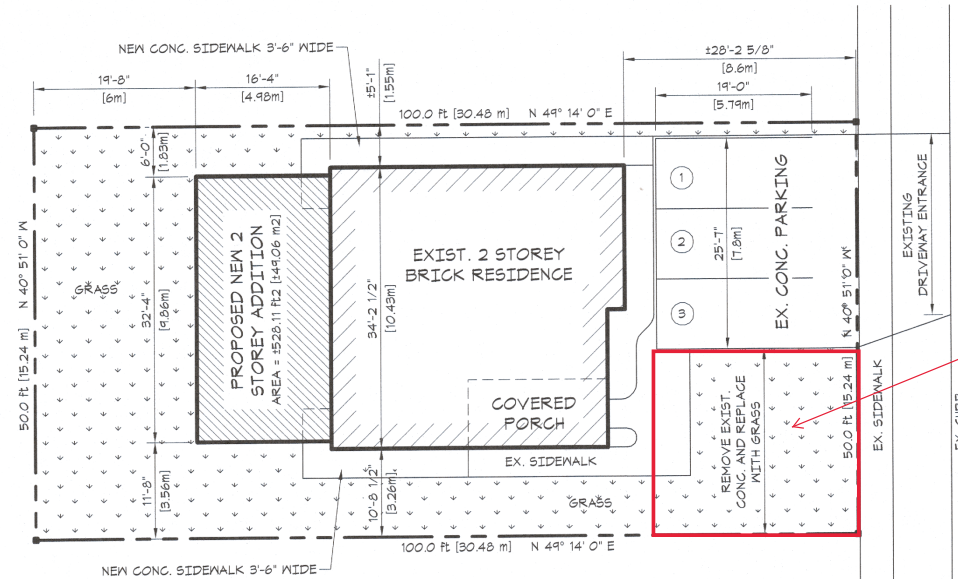 NEW CONC. SIDEWALK 3'-6" WIDE
±28'-2 5/8"
[8.6m]
19'-8"
[6m]
16'-4"
[4.98m]
±5'-1"
[1.55m]
19'-0"
[5.79m]
100.0 ft [30.48 m] N 49° 14' 0" E
6'-0"
[1.83m]
50.0 ft [15.24 m] N 40° 51' 0" W
GRASS
32'-4"
[9.86m]
PROPOSED NEW 2
STOREY ADDITION
AREA = ±528.11 ft2 [±49.06 m2]
34'-2 1/2"
[10.43m]
EXIST. 2 STOREY
BRICK RESIDENCE
COVERED
PORCH
1
2
3
25'-7"
[7.8m]
EX. CONC. PARKING
50.0 ft [15.24 m] N 40° 51' 0" W
EXISTING
DRIVEWAY ENTRANCE
REMOVE EXIST.
CONC. AND REPLACE
WITH GRASS
EX. SIDEWALK
EX. SIDEWALK
11'-8"
[3.56m]
10'-8 1/2"
[3.26m]
GRASS
100.0 ft [30.48 m] N 49° 14' 0" E
NEW CONC. SIDEWALK 3'-6" WIDE